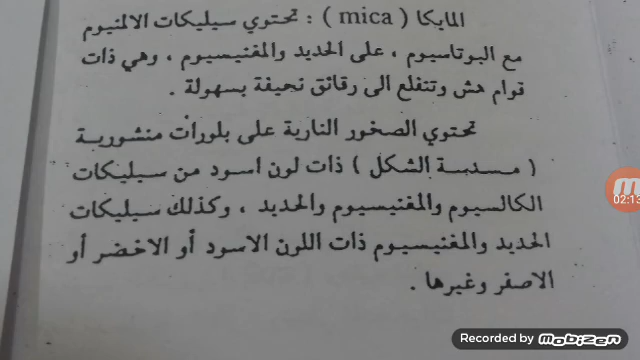 المايكا ( mica ) : تحتوي سيليكات الالمنيوم
مع البوتاسيوم ، على الحديد والمغنيسيوم ، وهي ذات
قوام هش وتتفلع الى رقائق نحيفة بسهولة .
تحتوي الصخور النارية على بلورات منشورية
( مسدسة الشكل ) ذات لون اسود من سيليكات
الكالسيوم والمغنيسيوم والحديد ، وكذلك سيليكات
الحديد والمغنيسيوم ذات اللرن الاسود أو الاخضر أو
الاصفر وغيرها .
02:13
Recorded by mobizen